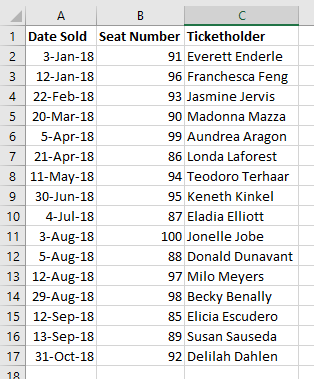 A B C
1 Date Sold Seat Number Ticketholder
2 3-Jan-18 91 Everett Enderle
3 12-Jan-18 96 Franchesca Feng
4 22-Feb-18 93 Jasmine Jervis
5 20-Mar-18 90 Madonna Mazza
6 5-Apr-18 99 Aundrea Aragon
7 21-Apr-18 86 Londa Laforest
8 11-May-18 94 Teodoro Terhaar
9 30-Jun-18 95 Keneth Kinkel
10 4-Jul-18 87 Eladia Elliott
11 3-Aug-18 100 Jonelle Jobe
12 5-Aug-18 88 Donald Dunavant
13 12-Aug-18 97 Milo Meyers
14 29-Aug-18 98 Becky Benally
15 12-Sep-18 85 Elicia Escudero
16 13-Sep-18 89 Susan Sauseda
17 31-Oct-18 92 Delilah Dahlen
18